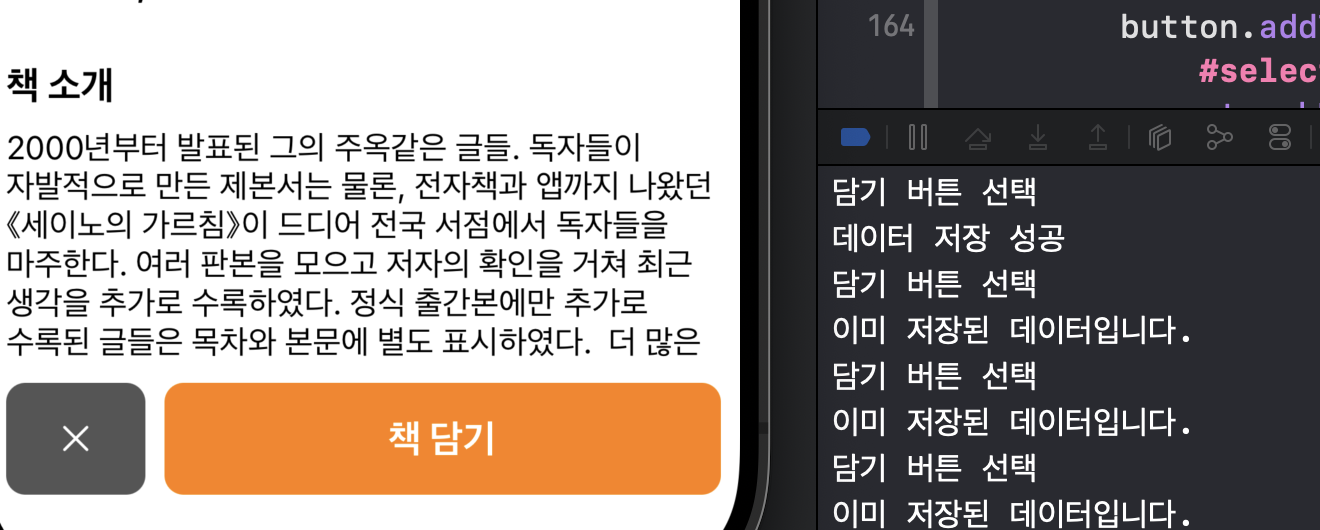 책 소개
2000년부터 발표된 그의 주옥같은 글들. 독자들이
자발적으로 만든 제본서는 물론, 전자책과 앱까지 나왔던
《세이노의 가르침》이 드디어 전국 서점에서 독자들을
마주한다. 여러 판본을 모으고 저자의 확인을 거쳐 최근
생각을 추가로 수록하였다. 정식 출간본에만 추가로
수록된 글들은 목차와 본문에 별도 표시하였다.  더 많은
책 담기
164
button.add
#selec
담기 버튼 선택
데이터 저장 성공
담기 버튼 선택
이미 저장된 데이터입니다.
담기 버튼 선택
이미 저장된 데이터입니다.
담기 버튼 선택
이미 저장된 데이터입니다.